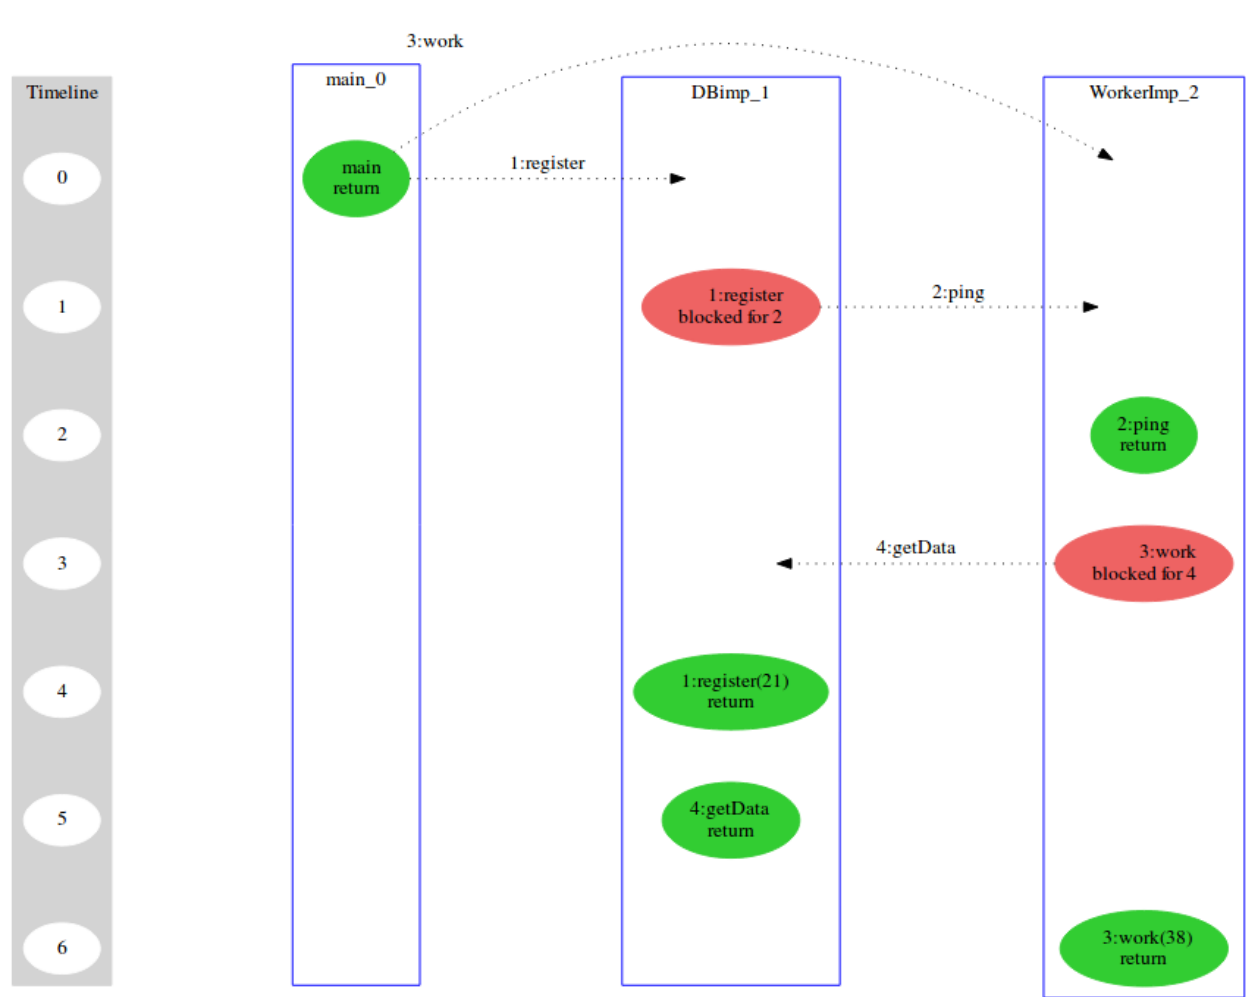 3:work
main_0
Timeline
DBimp_1
WorkerImp_2
0
main
return
1:register
1
1:register
blocked for 2
2:ping
2
2:ping
return
3
4:getData
3:work
blocked for 4
4
1:register(21)
return
5
4:getData
return
6
3:work(38)
return